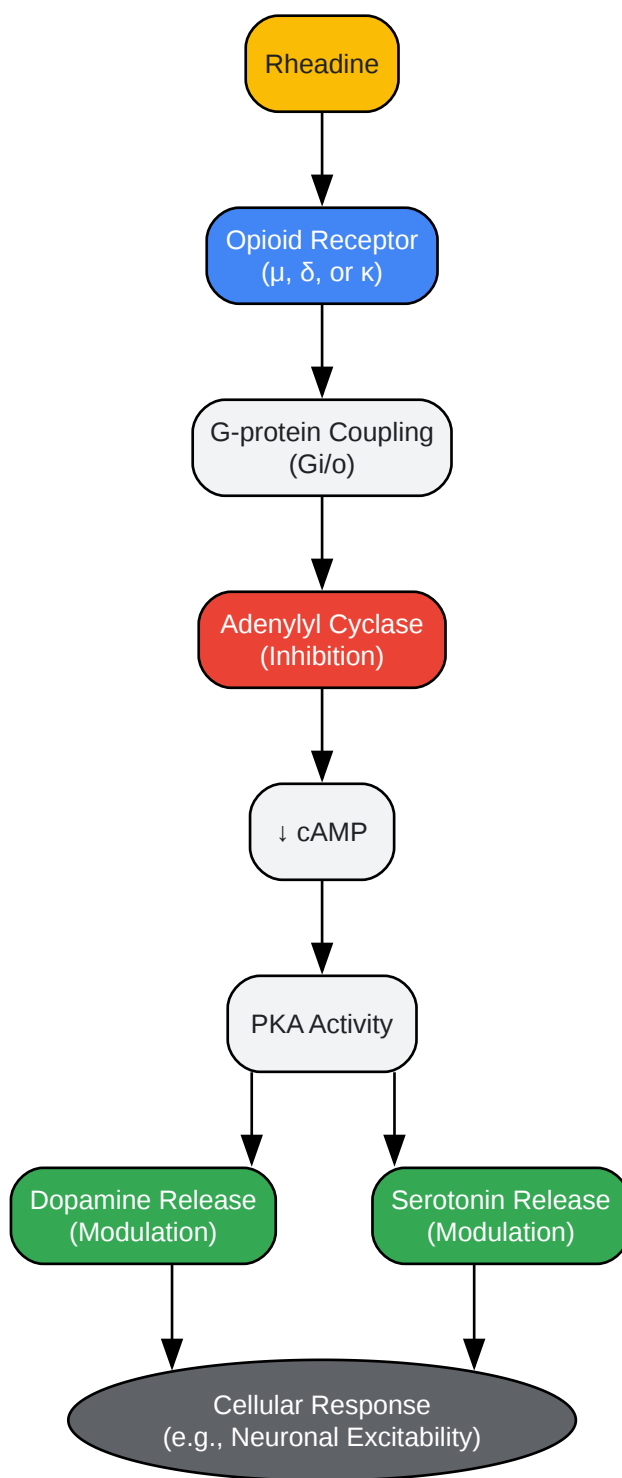 Rheadine
Opioid Receptor
(μ, δ, or κ)
G-protein Coupling
(Gi/o)
Adenylyl Cyclase
(Inhibition)
↓ cAMP
PKA Activity
Dopamine Release
(Modulation)
Serotonin Release
(Modulation)
Cellular Response
(e.g., Neuronal Excitability)